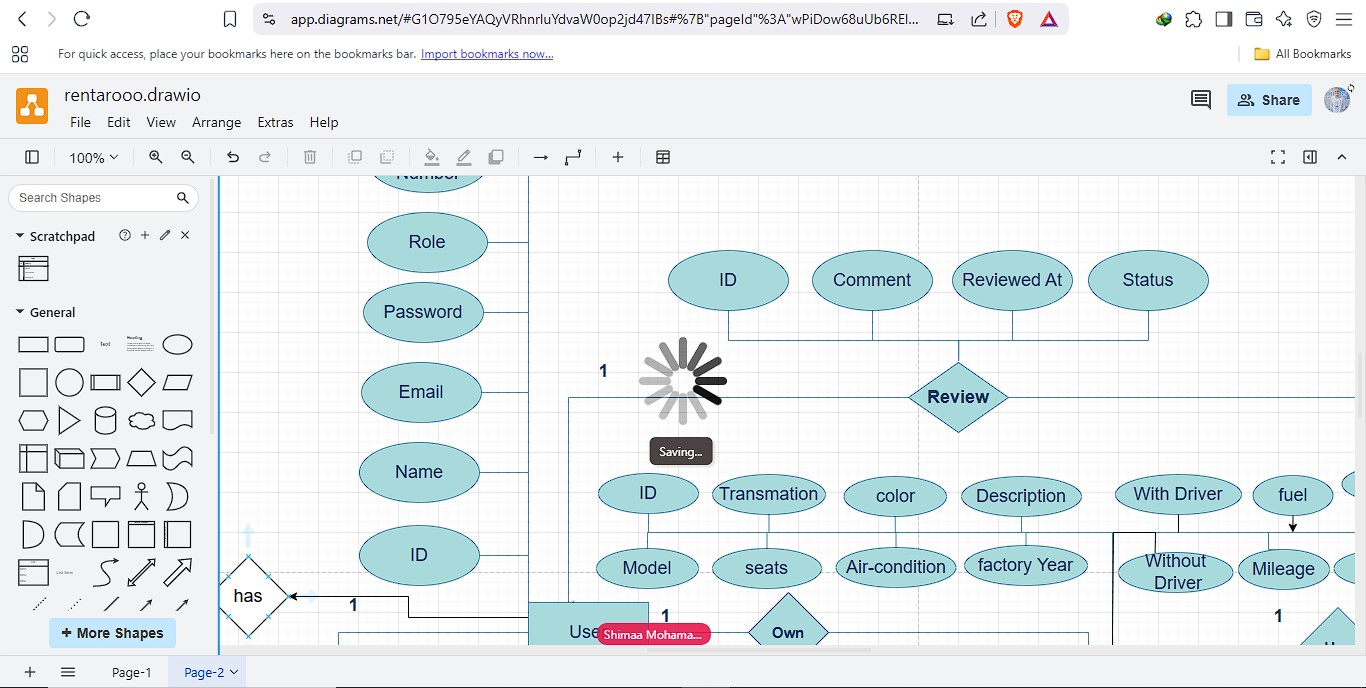 app.diagrams.net/#G1O795eYAQyVRhnrIuYdvaW0op2jd47IBs#%7B"pageId"%3A"wPiDow68uUb6REl...
For quick access, place your bookmarks here on the bookmarks bar. Import bookmarks now...
All Bookmarks
rentarooo.drawio
File Edit View Arrange Extras Help
Share
100%
Search Shapes
Scratchpad
General
Text
Heading
List Item
+ More Shapes
Number
Role
Password
Email
Name
ID
has
1
ID Comment Reviewed At Status
1
Review
Saving...
ID Transmation color Description With Driver fuel
Model seats Air-condition factory Year Without Driver Mileage
1
1
Use
Shimaa Mohama...
Own
Page-1 Page-2